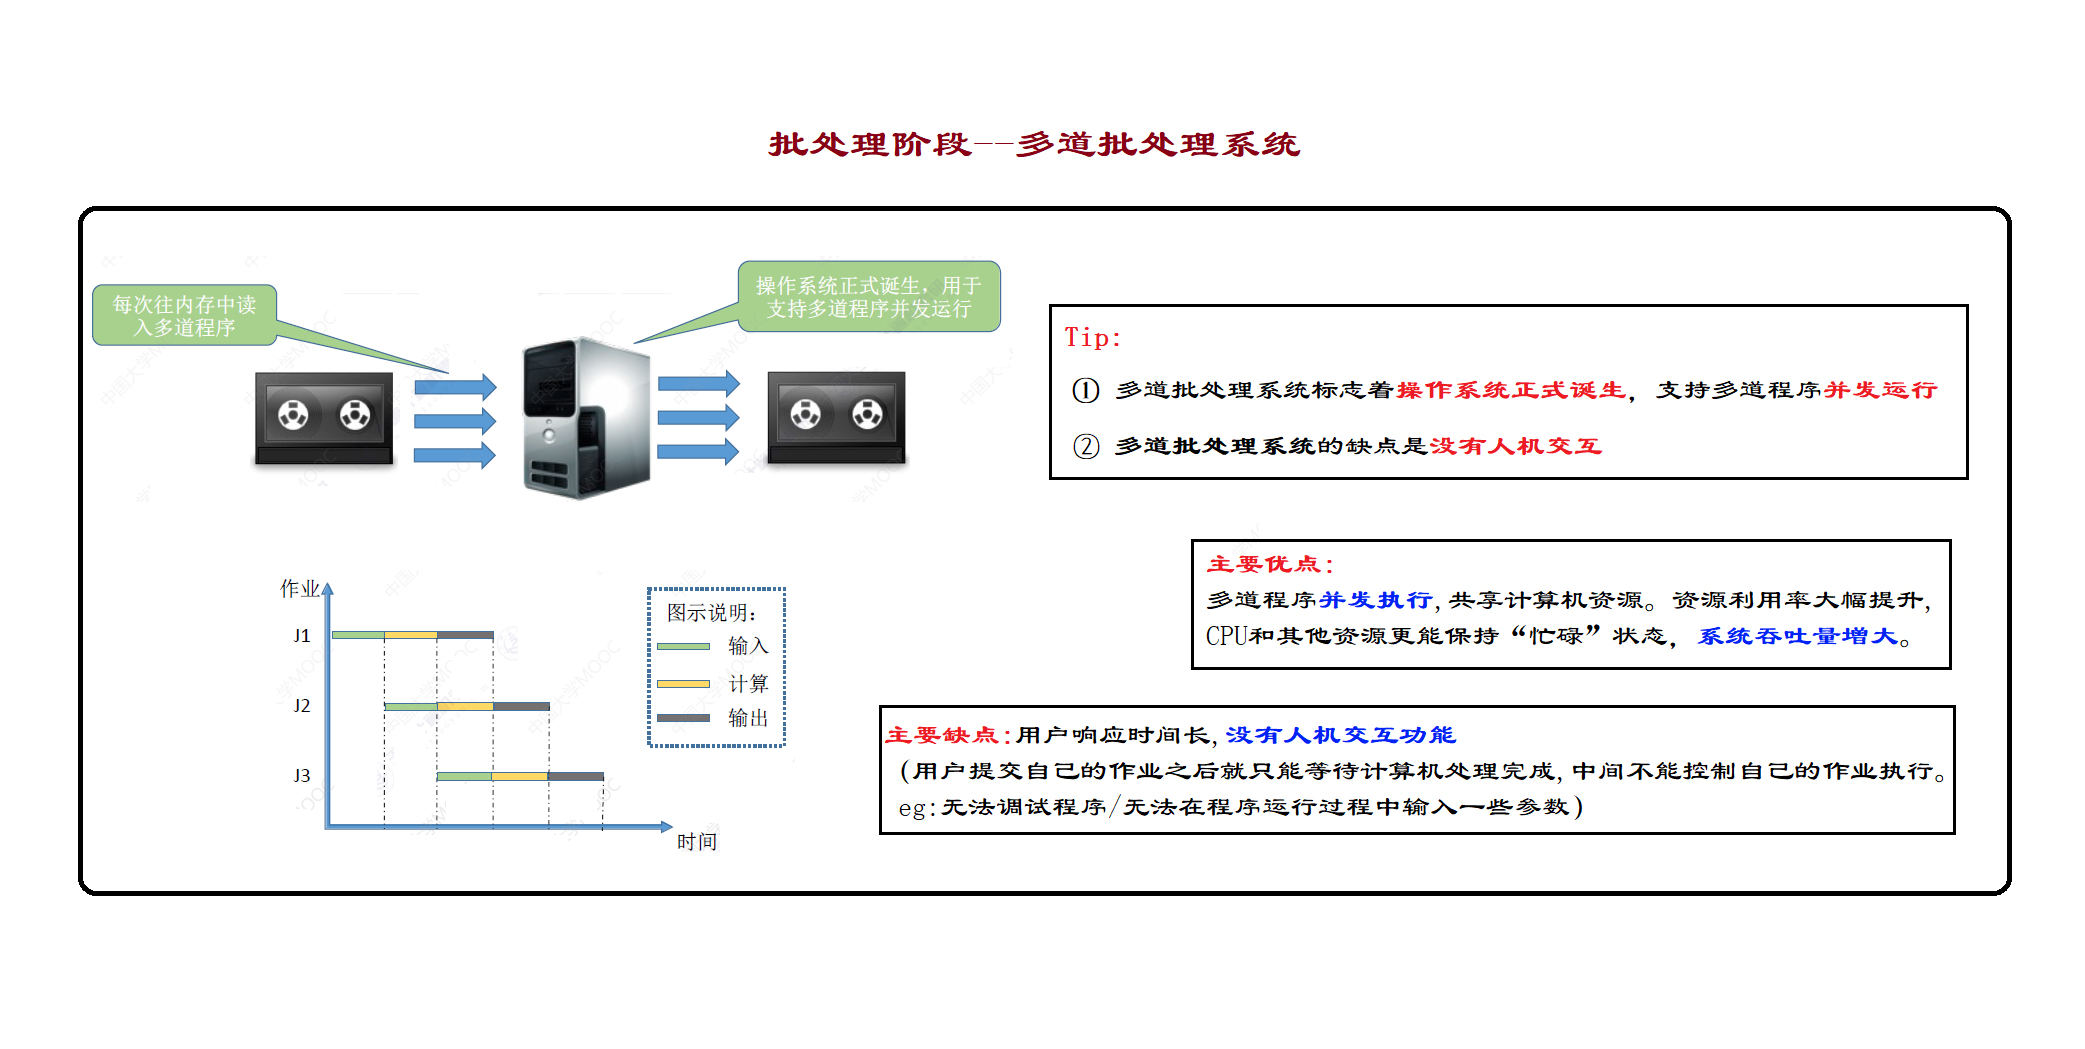 批处理阶段--多道批处理系统
每次往内存中读
入多道程序
操作系统正式诞生，用于
支持多道程序并发运行
Tip:
① 多道批处理系统标志着操作系统正式诞生，支持多道程序并发运行
② 多道批处理系统的缺点是没有人机交互
主要优点:
多道程序并发执行,共享计算机资源。资源利用率大幅提升,
CPU和其他资源更能保持“忙碌”状态，系统吞吐量增大。
主要缺点:用户响应时间长,没有人机交互功能
(用户提交自己的作业之后就只能等待计算机处理完成,中间不能控制自己的作业执行。
eg:无法调试程序/无法在程序运行过程中输入一些参数)
作业
J1
J2
J3
时间
图示说明:
输入
计算
输出